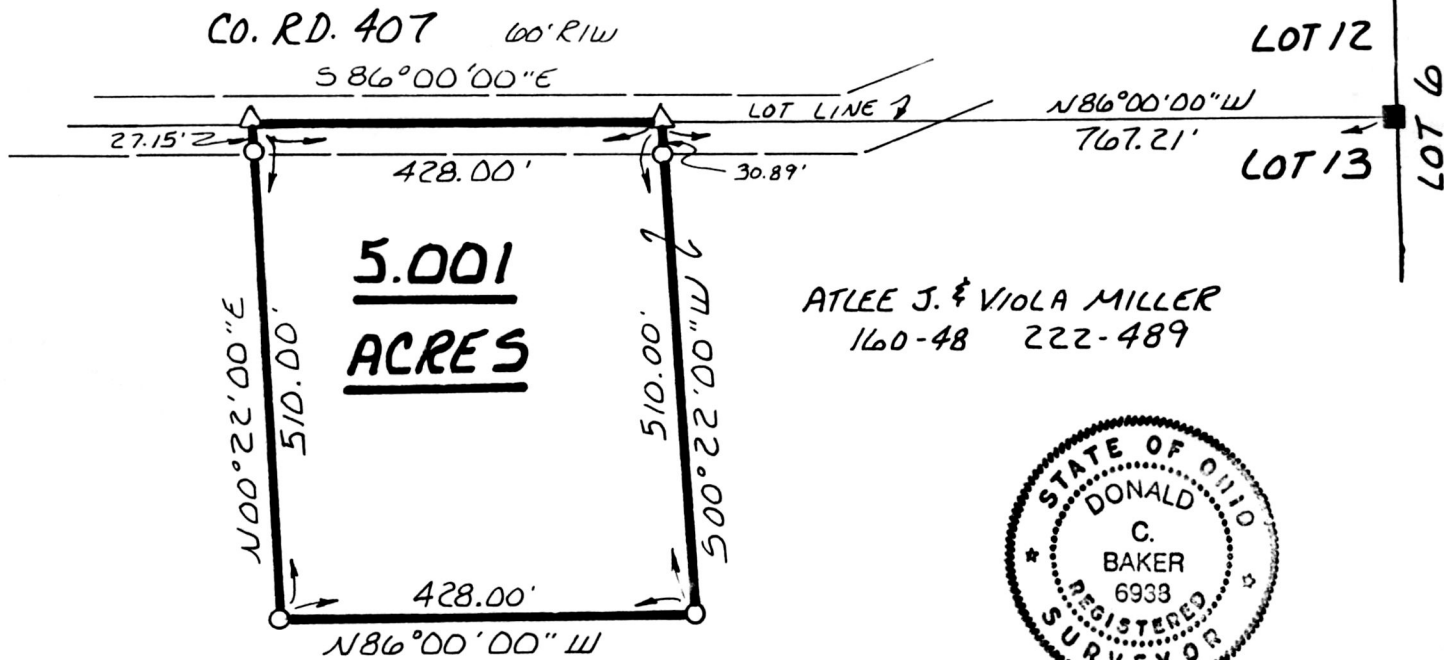 CO. RD. 407 60' R/W
S 86°00'00"E
LOT 12
LOT 9
LOT LINE
N86°00'00"W
767.21'
LOT 13
27.15'
428.00'
30.89'
5.001
ACRES
N00°22'00"E
510.00'
510.00'
S00°22'00"W
ATLEE J. & VIOLA MILLER
160-48 222-489
428.00'
N86°00'00"W
STATE OF OHIO
DONALD
C.
BAKER
6933
REGISTERED
SURVEYOR